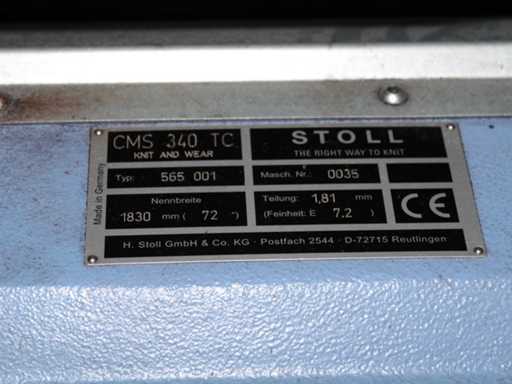 CMS 340 TC
KNIT AND WEAR
STOLL
THE RIGHT WAY TO KNIT
Made in Germany
Typ: 565 001
Masch. Nr.: 0035
Nennbreite
1830 mm ( 72 ")
Teilung: 1,81 mm
(Feinheit: E 7.2 )
CE
H. Stoll GmbH & Co. KG · Postfach 2544 · D-72715 Reutlingen